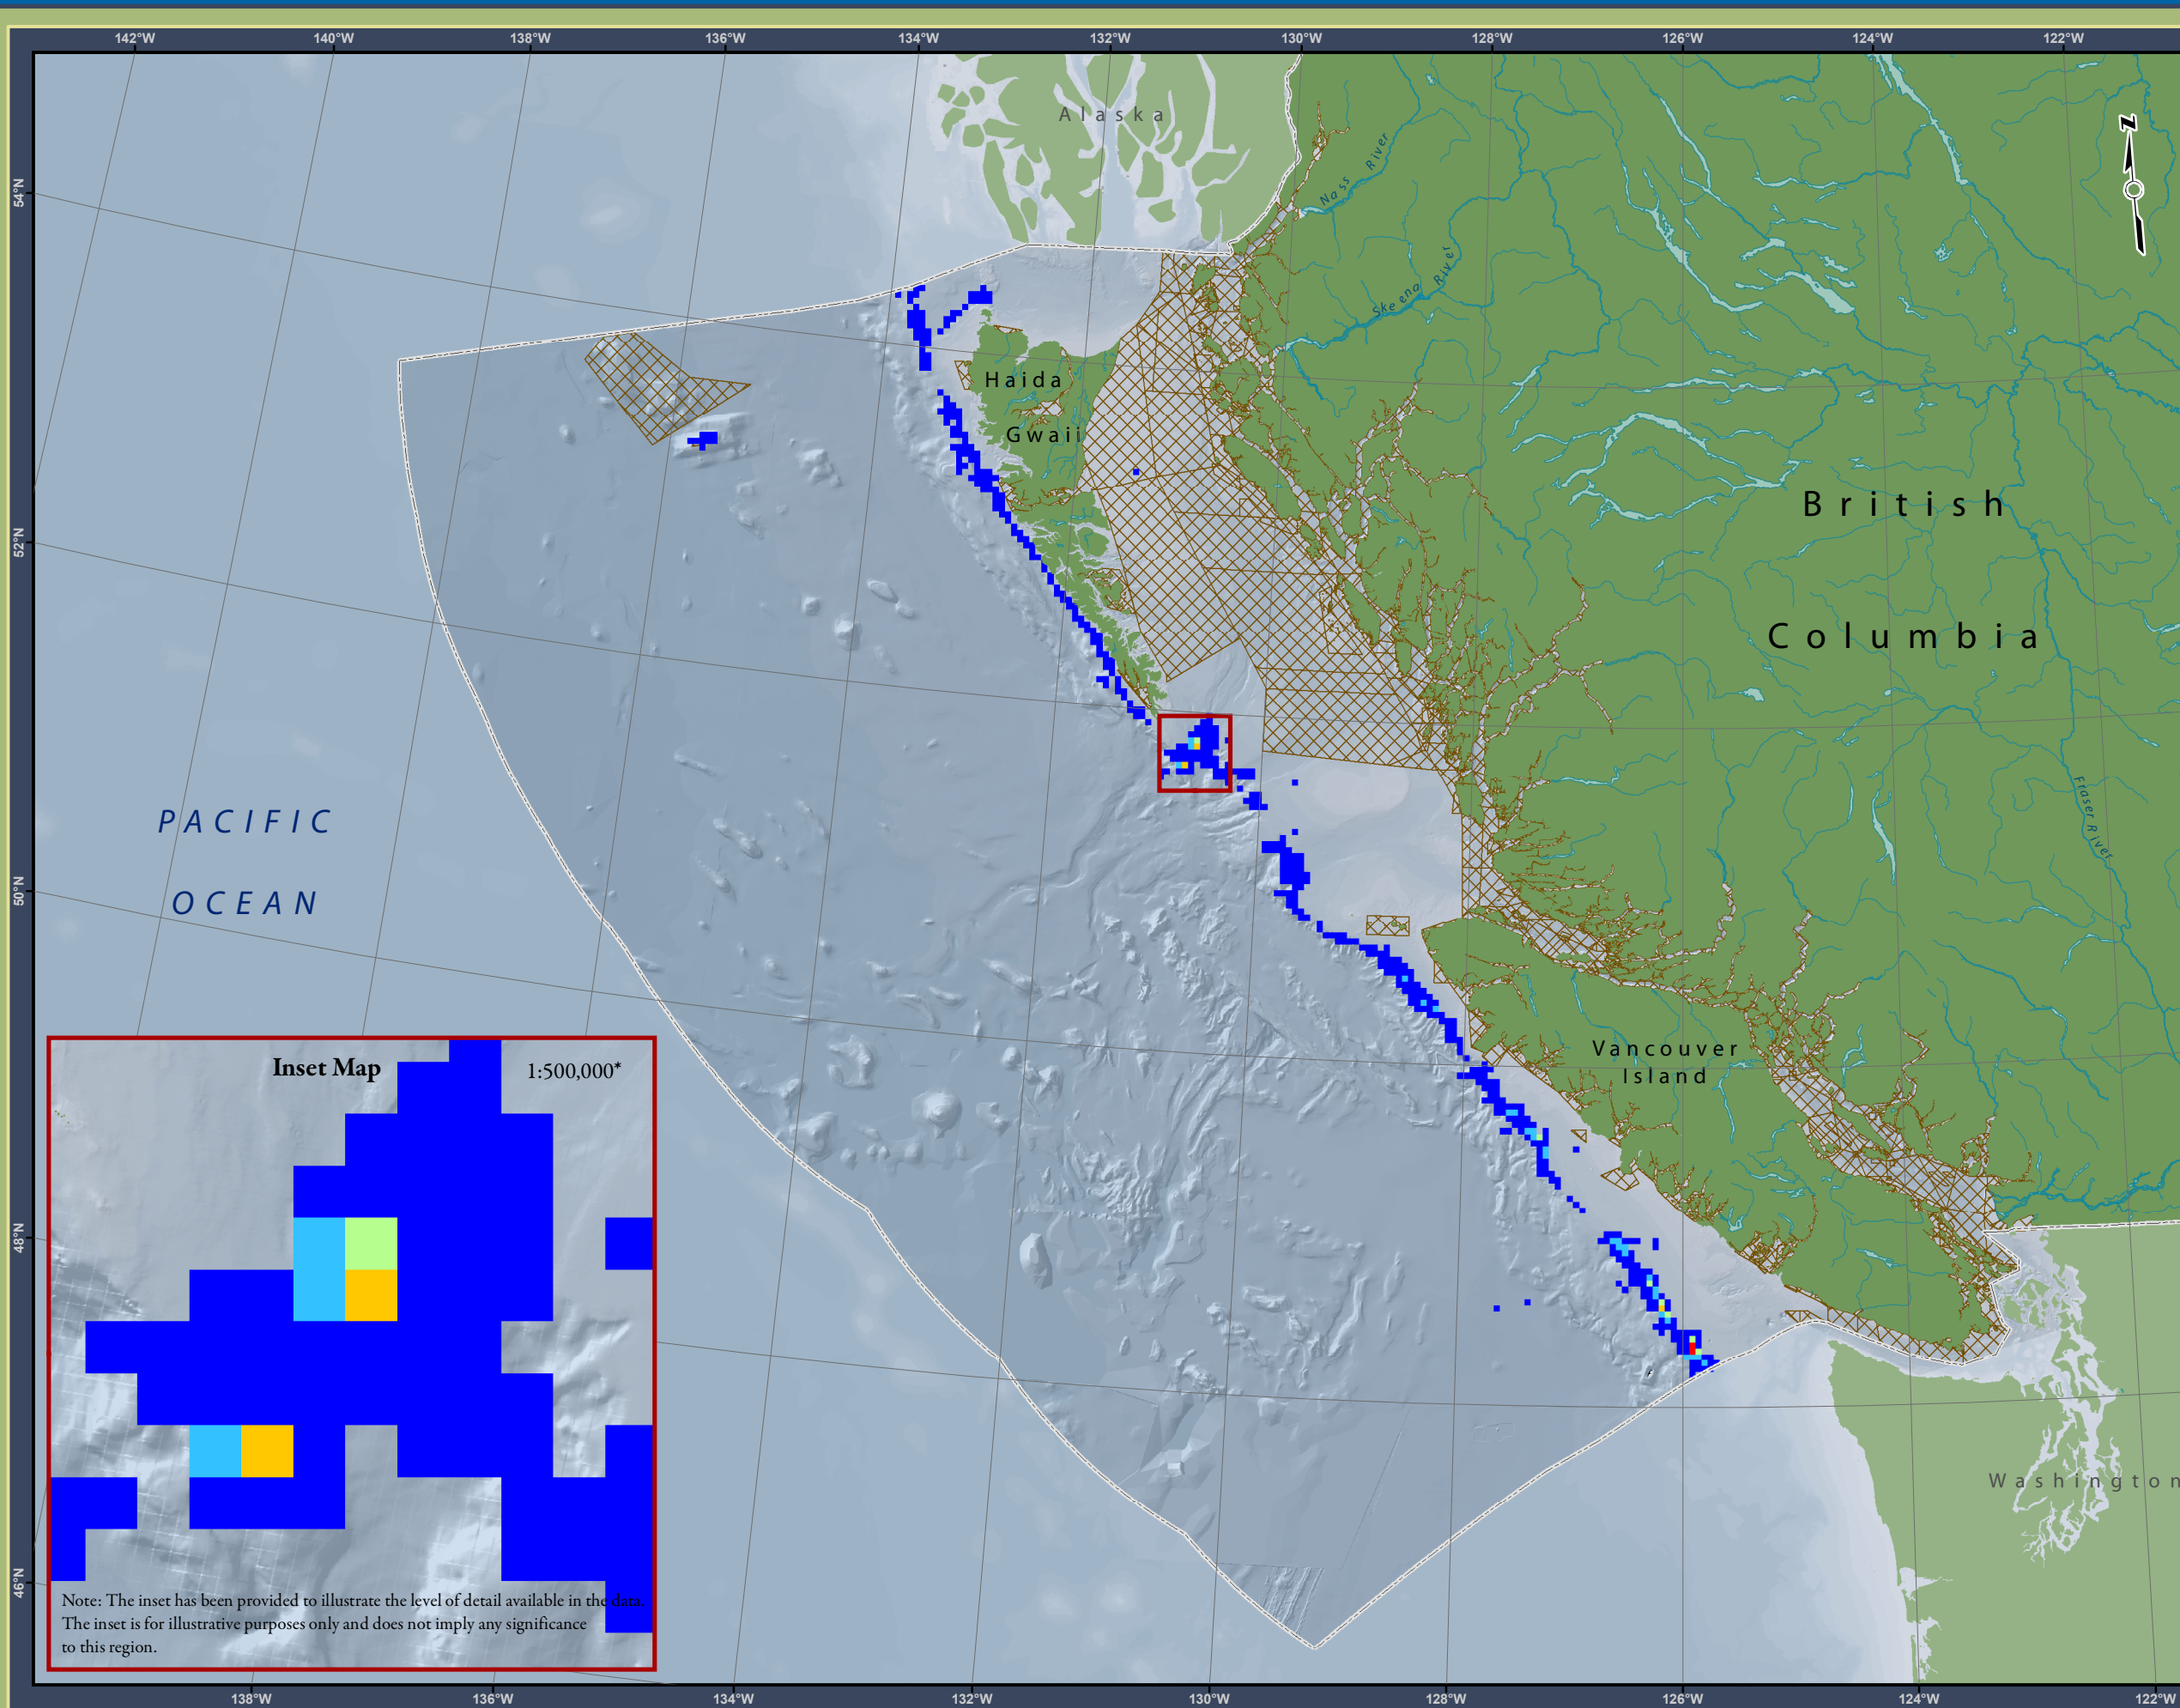 142°W 140°W 138°W 136°W 134°W 132°W 130°W 128°W 126°W 124°W 122°W
Alaska
N
54°N
Nass River
Skeena River
Haida
Gwaii
British
52°N
Columbia
PACIFIC
Fraser River
50°N
OCEAN
Vancouver
Island
Inset Map 1:500,000*
48°N
Washington
46°N
Note: The inset has been provided to illustrate the level of detail available in the data.
The inset is for illustrative purposes only and does not imply any significance
to this region.
138°W 136°W 134°W 132°W 130°W 128°W 126°W 124°W 122°W